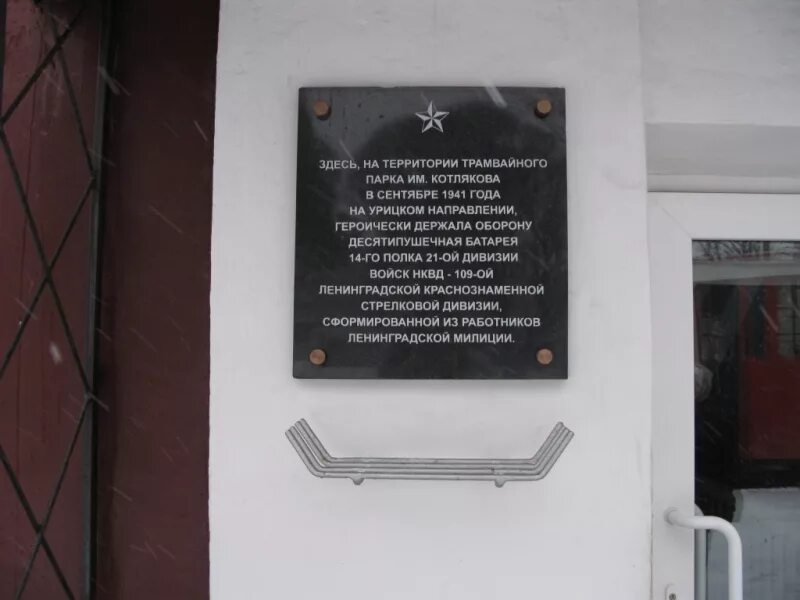 ЗДЕСЬ, НА ТЕРРИТОРИИ ТРАМВАЙНОГО
ПАРКА ИМ. КОТЛЯКОВА
В СЕНТЯБРЕ 1941 ГОДА
НА УРИЦКОМ НАПРАВЛЕНИИ,
ГЕРОИЧЕСКИ ДЕРЖАЛА ОБОРОНУ
ДЕСЯТИПУШЕЧНАЯ БАТАРЕЯ
14-ГО ПОЛКА 21-ОЙ ДИВИЗИИ
ВОЙСК НКВД - 109-ОЙ
ЛЕНИНГРАДСКОЙ КРАСНОЗНАМЕННОЙ
СТРЕЛКОВОЙ ДИВИЗИИ,
СФОРМИРОВАННОЙ ИЗ РАБОТНИКОВ
ЛЕНИНГРАДСКОЙ МИЛИЦИИ.